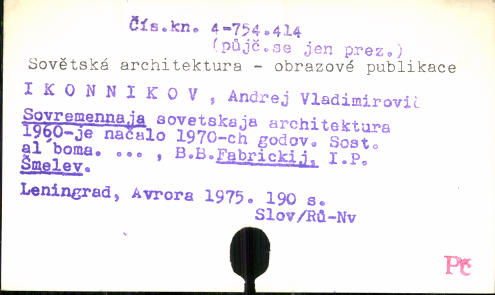 Čís.kn. 4-754.414
(půjč.se jen prez.)
Sovětská architektura - obrazové publikace
I K O N N I K O V , Andrej Vladimirovič
Sovremennaja sovetskaja architektura
1960-je načalo 1970-ch godov. Sost.
al'boma. ... , B.B.Fabrickij, I.P.
Šmelev.
Leningrad, Avrora 1975. 190 s.
Slov/Rů-Nv
Pč